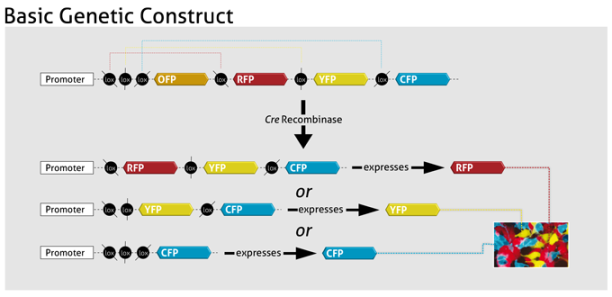 Basic Genetic Construct
Promoter lox lox lox OFP lox RFP lox YFP lox CFP
Cre Recombinase
Promoter lox RFP lox YFP lox CFP expresses RFP
or
Promoter lox lox YFP lox CFP expresses YFP
or
Promoter lox lox lox CFP expresses CFP